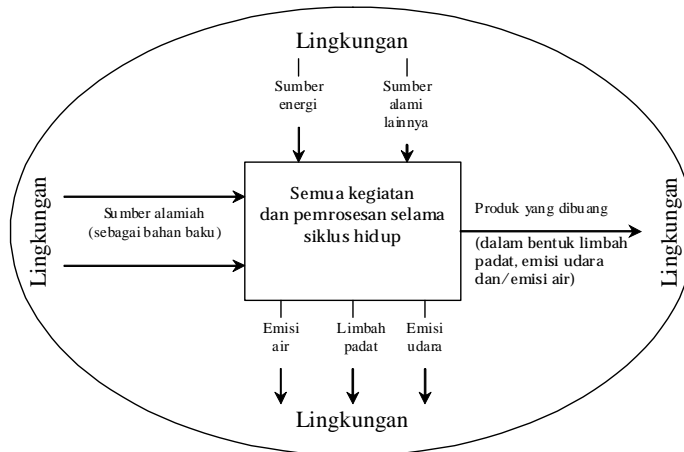 Lingkungan
Sumber
energi
Sumber
alami
lainnya
Lingkungan
Sumber alamiah
(sebagai bahan baku)
Semua kegiatan
dan pemrosesan selama
siklus hidup
Produk yang dibuang
(dalam bentuk limbah
padat, emisi udara
dan/emisi air)
Lingkungan
Emisi
air
Limbah
padat
Emisi
udara
Lingkungan